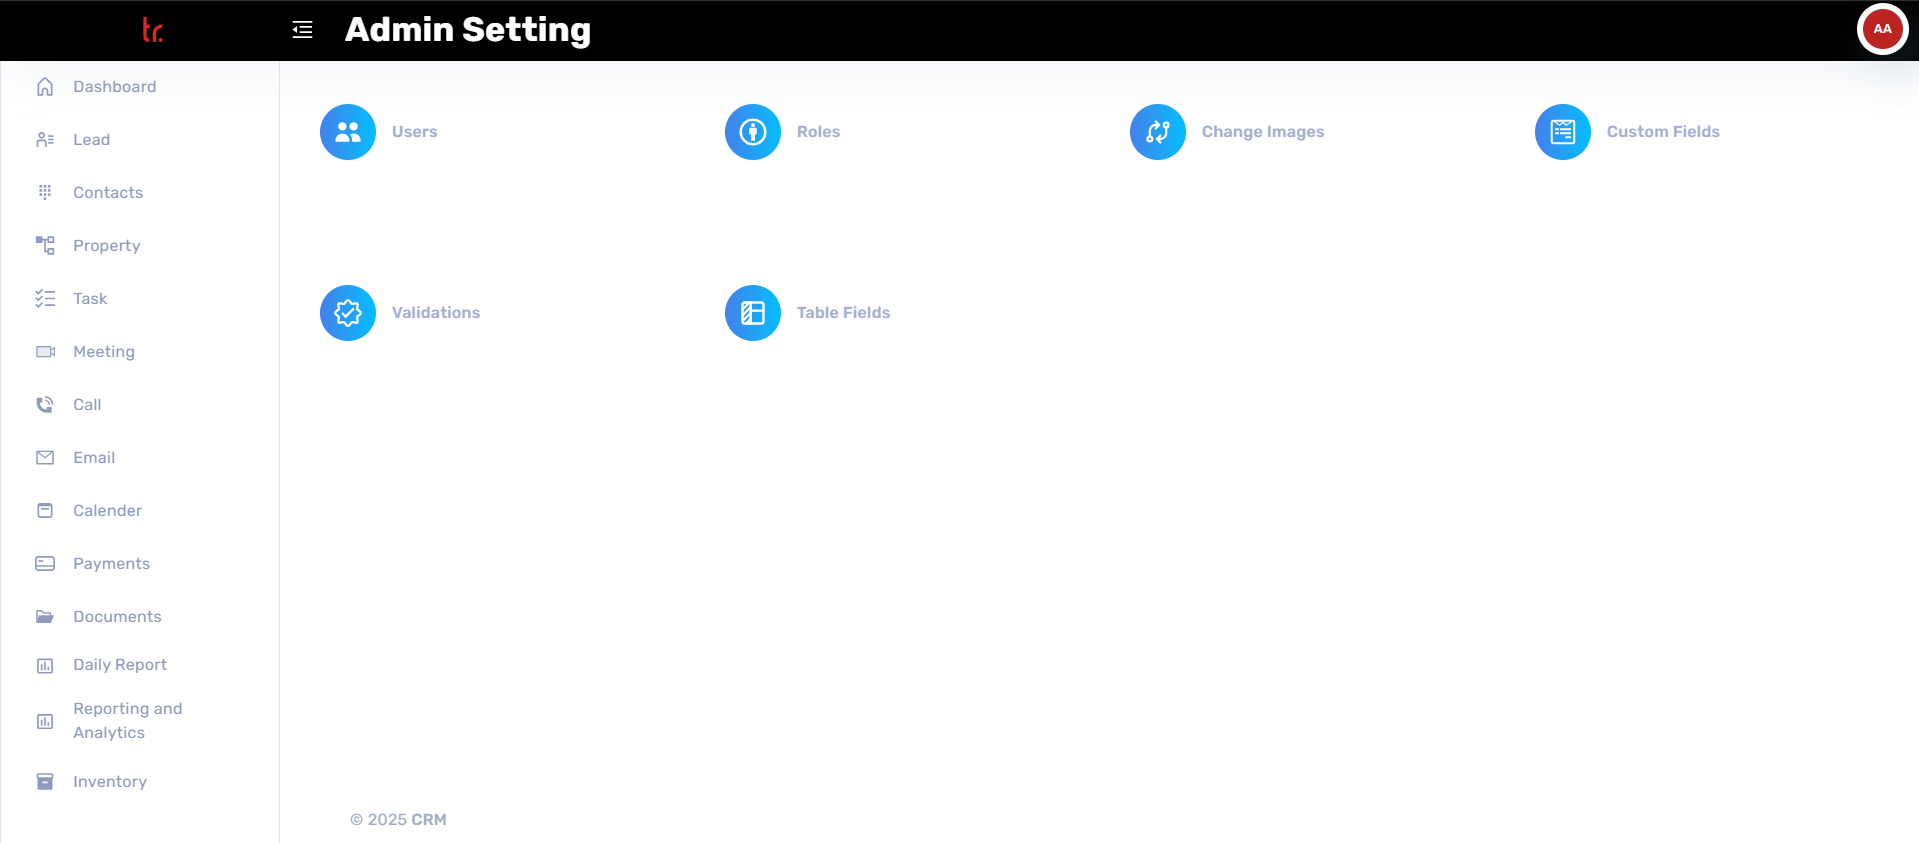 tr.
Admin Setting
AA
Dashboard
Lead
Contacts
Property
Task
Meeting
Call
Email
Calender
Payments
Documents
Daily Report
Reporting and
Analytics
Inventory
Users
Roles
Change Images
Custom Fields
Validations
Table Fields
© 2025 CRM